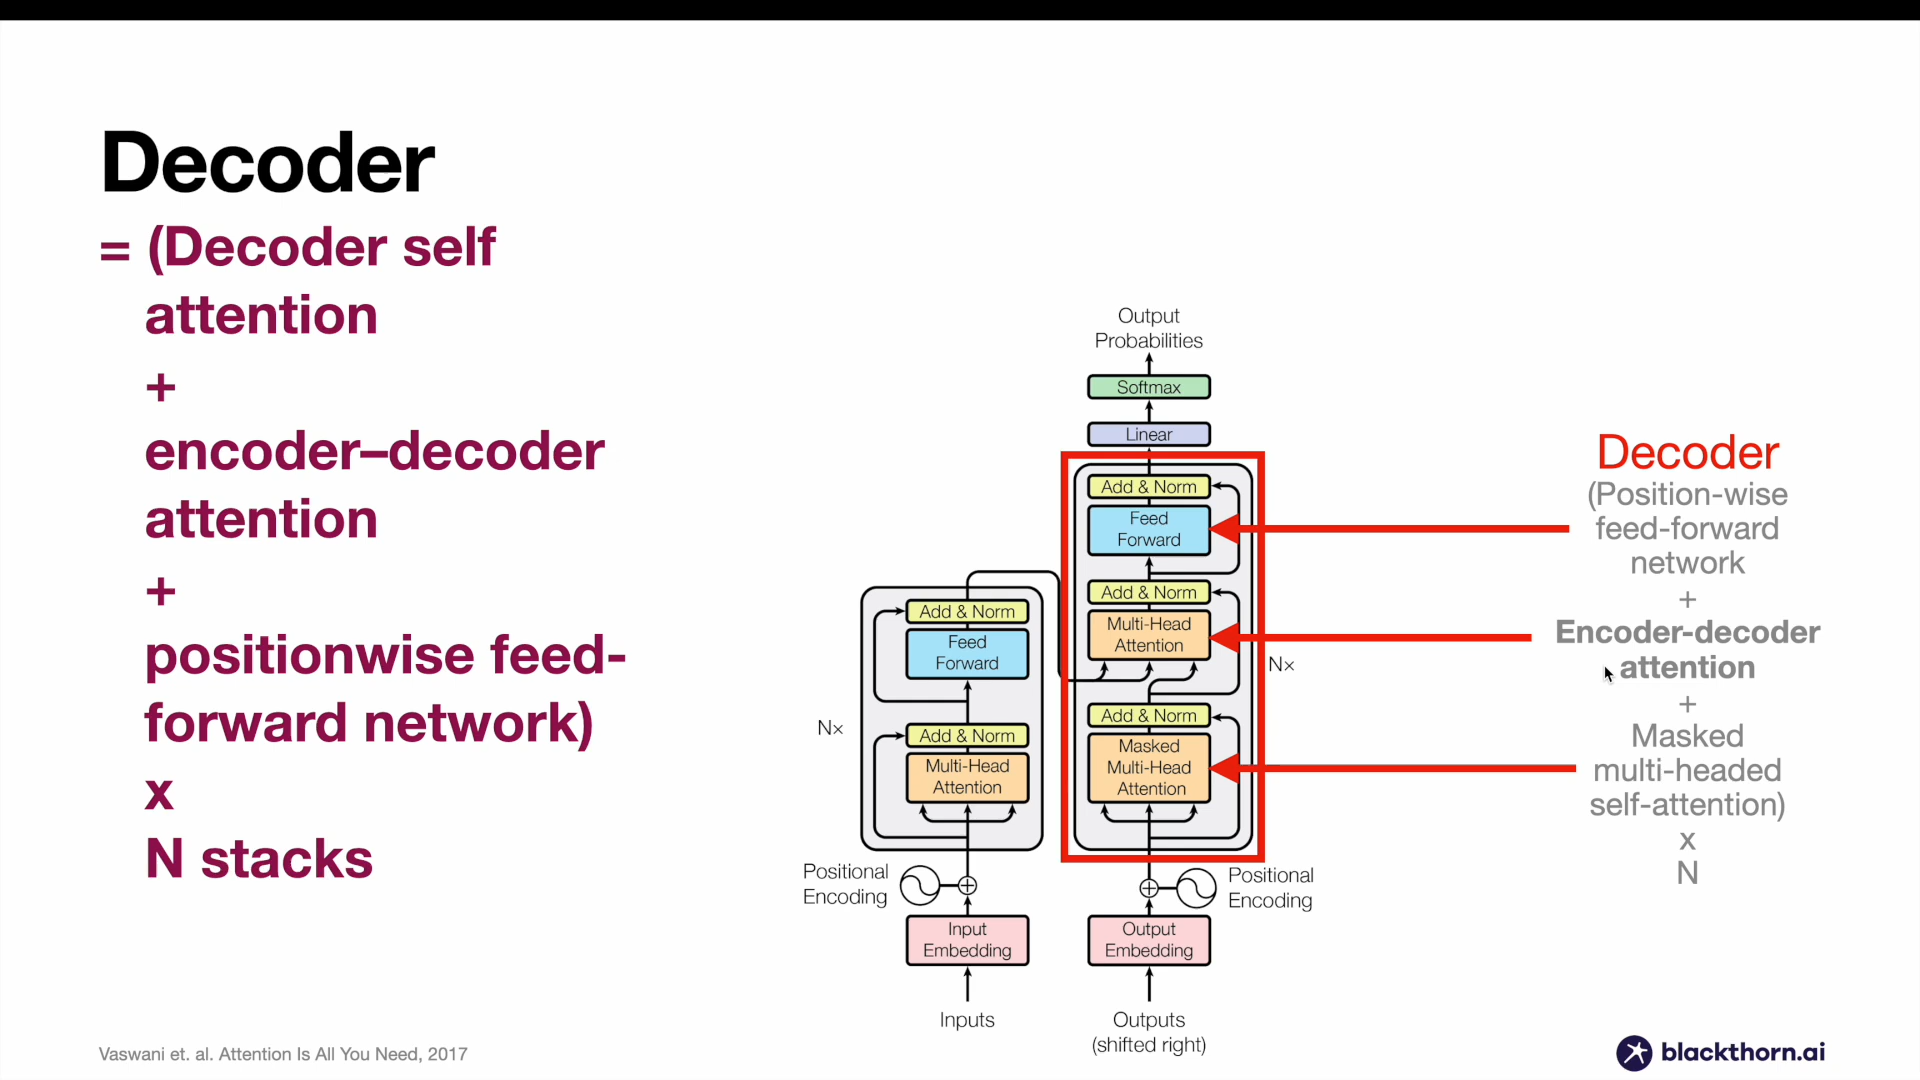 Decoder
= (Decoder self
attention
+
encoder–decoder
attention
+
positionwise feed-
forward network)
x
N stacks
Output
Probabilities
Softmax
Linear
Add & Norm
Feed
Forward
Add & Norm
Multi-Head
Attention
Nx
Add & Norm
Masked
Multi-Head
Attention
Add & Norm
Feed
Forward
Nx
Add & Norm
Multi-Head
Attention
Positional
Encoding
Positional
Encoding
Input
Embedding
Output
Embedding
Inputs
Outputs
(shifted right)
Decoder
(Position-wise
feed-forward
network
+
Encoder-decoder
attention
+
Masked
multi-headed
self-attention)
x
N
Vaswani et. al. Attention Is All You Need, 2017
blackthorn.ai